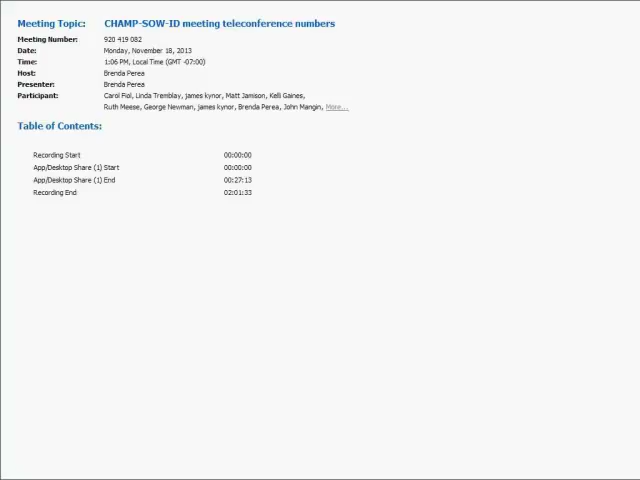 Meeting Topic: CHAMP-SOW-ID meeting teleconference numbers
Meeting Number: 920 419 082
Date: Monday, November 18, 2013
Time: 1:06 PM, Local Time (GMT -07:00)
Host: Brenda Perea
Presenter: Brenda Perea
Participant: Carol Fiol, Linda Tremblay, james kynor, Matt Jamison, Kelli Gaines,
Ruth Meese, George Newman, james kynor, Brenda Perea, John Mangin, More...
Table of Contents:
Recording Start 00:00:00
App/Desktop Share (1) Start 00:00:00
App/Desktop Share (1) End 00:27:13
Recording End 02:01:33